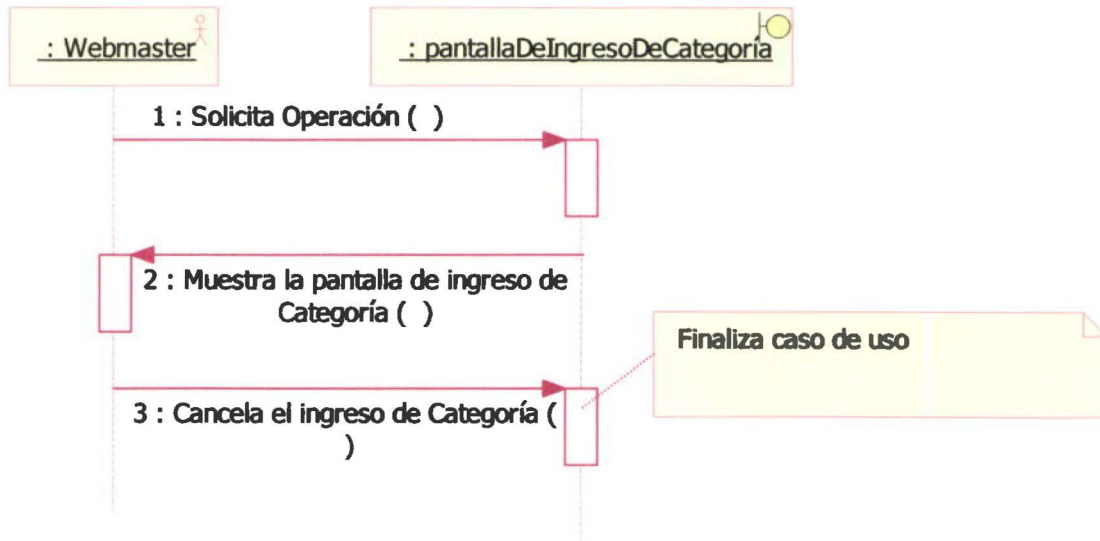 : Webmaster
: pantallaDeIngresoDeCategoría
1 : Solicita Operación ( )
2 : Muestra la pantalla de ingreso de
Categoría ( )
Finaliza caso de uso
3 : Cancela el ingreso de Categoría (
)